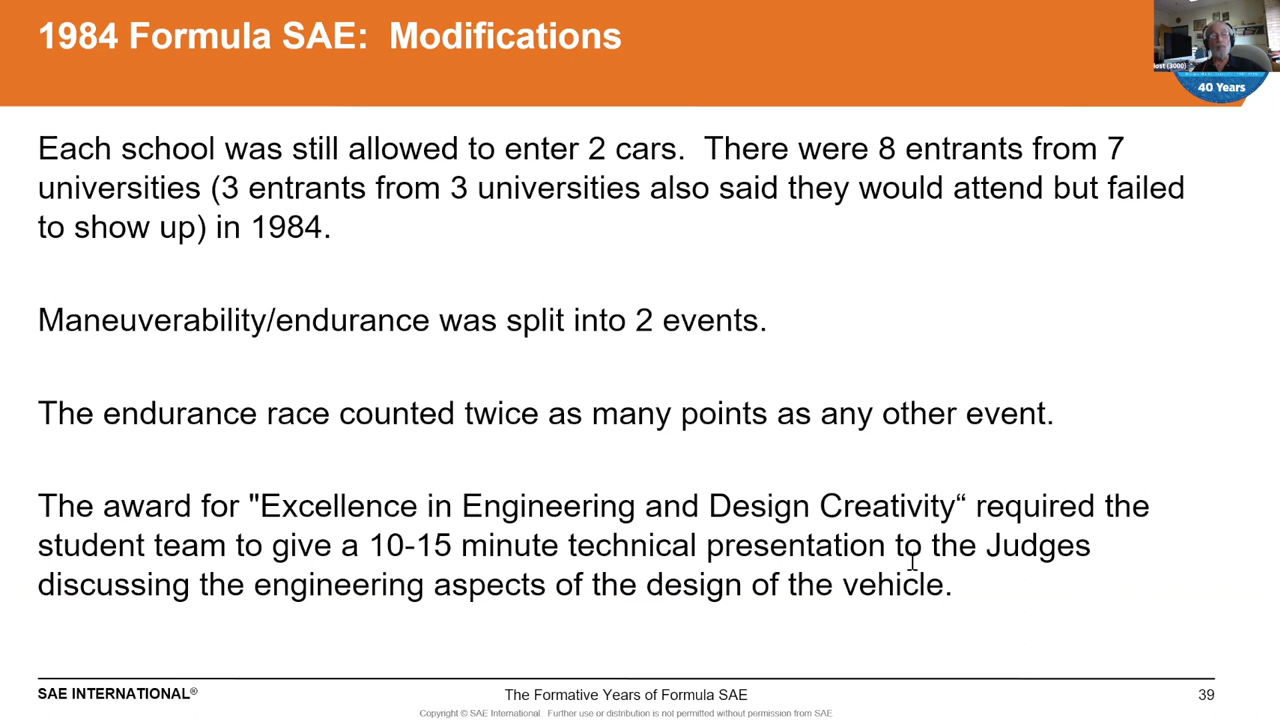 1984 Formula SAE:  Modifications
40 Years
Each school was still allowed to enter 2 cars.  There were 8 entrants from 7
universities (3 entrants from 3 universities also said they would attend but failed
to show up) in 1984.
Maneuverability/endurance was split into 2 events.
The endurance race counted twice as many points as any other event.
The award for "Excellence in Engineering and Design Creativity“ required the
student team to give a 10-15 minute technical presentation to the Judges
discussing the engineering aspects of the design of the vehicle.
SAE INTERNATIONAL®
The Formative Years of Formula SAE
39
Copyright © SAE International.  Further use or distribution is not permitted without permission from SAE